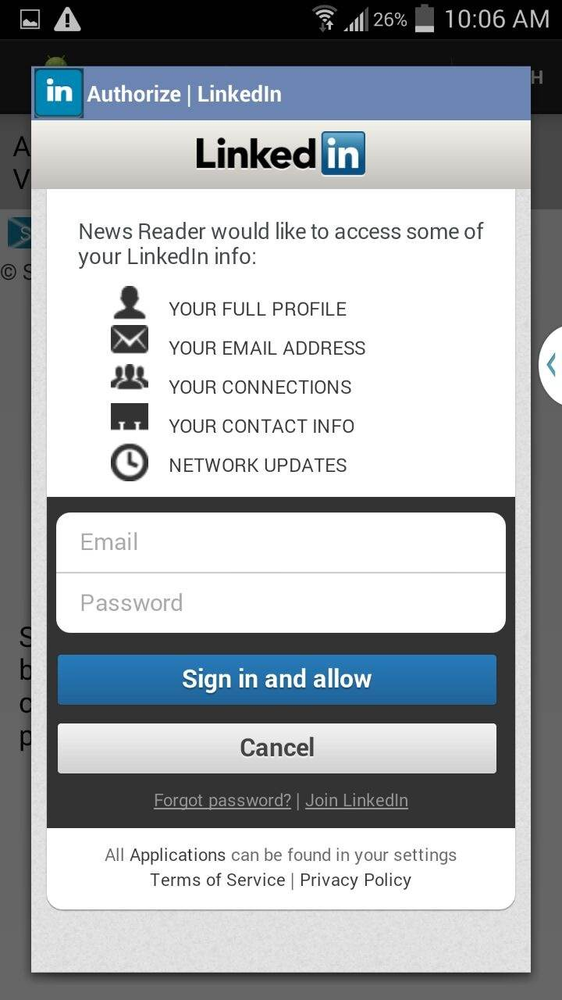 26% 10:06 AM
H
in Authorize | LinkedIn
Linked in
A
V
S
© S
News Reader would like to access some of
your LinkedIn info:
YOUR FULL PROFILE
YOUR EMAIL ADDRESS
YOUR CONNECTIONS
YOUR CONTACT INFO
NETWORK UPDATES
Email
Password
S
b
c
p
Sign in and allow
Cancel
Forgot password? | Join LinkedIn
All Applications can be found in your settings
Terms of Service | Privacy Policy